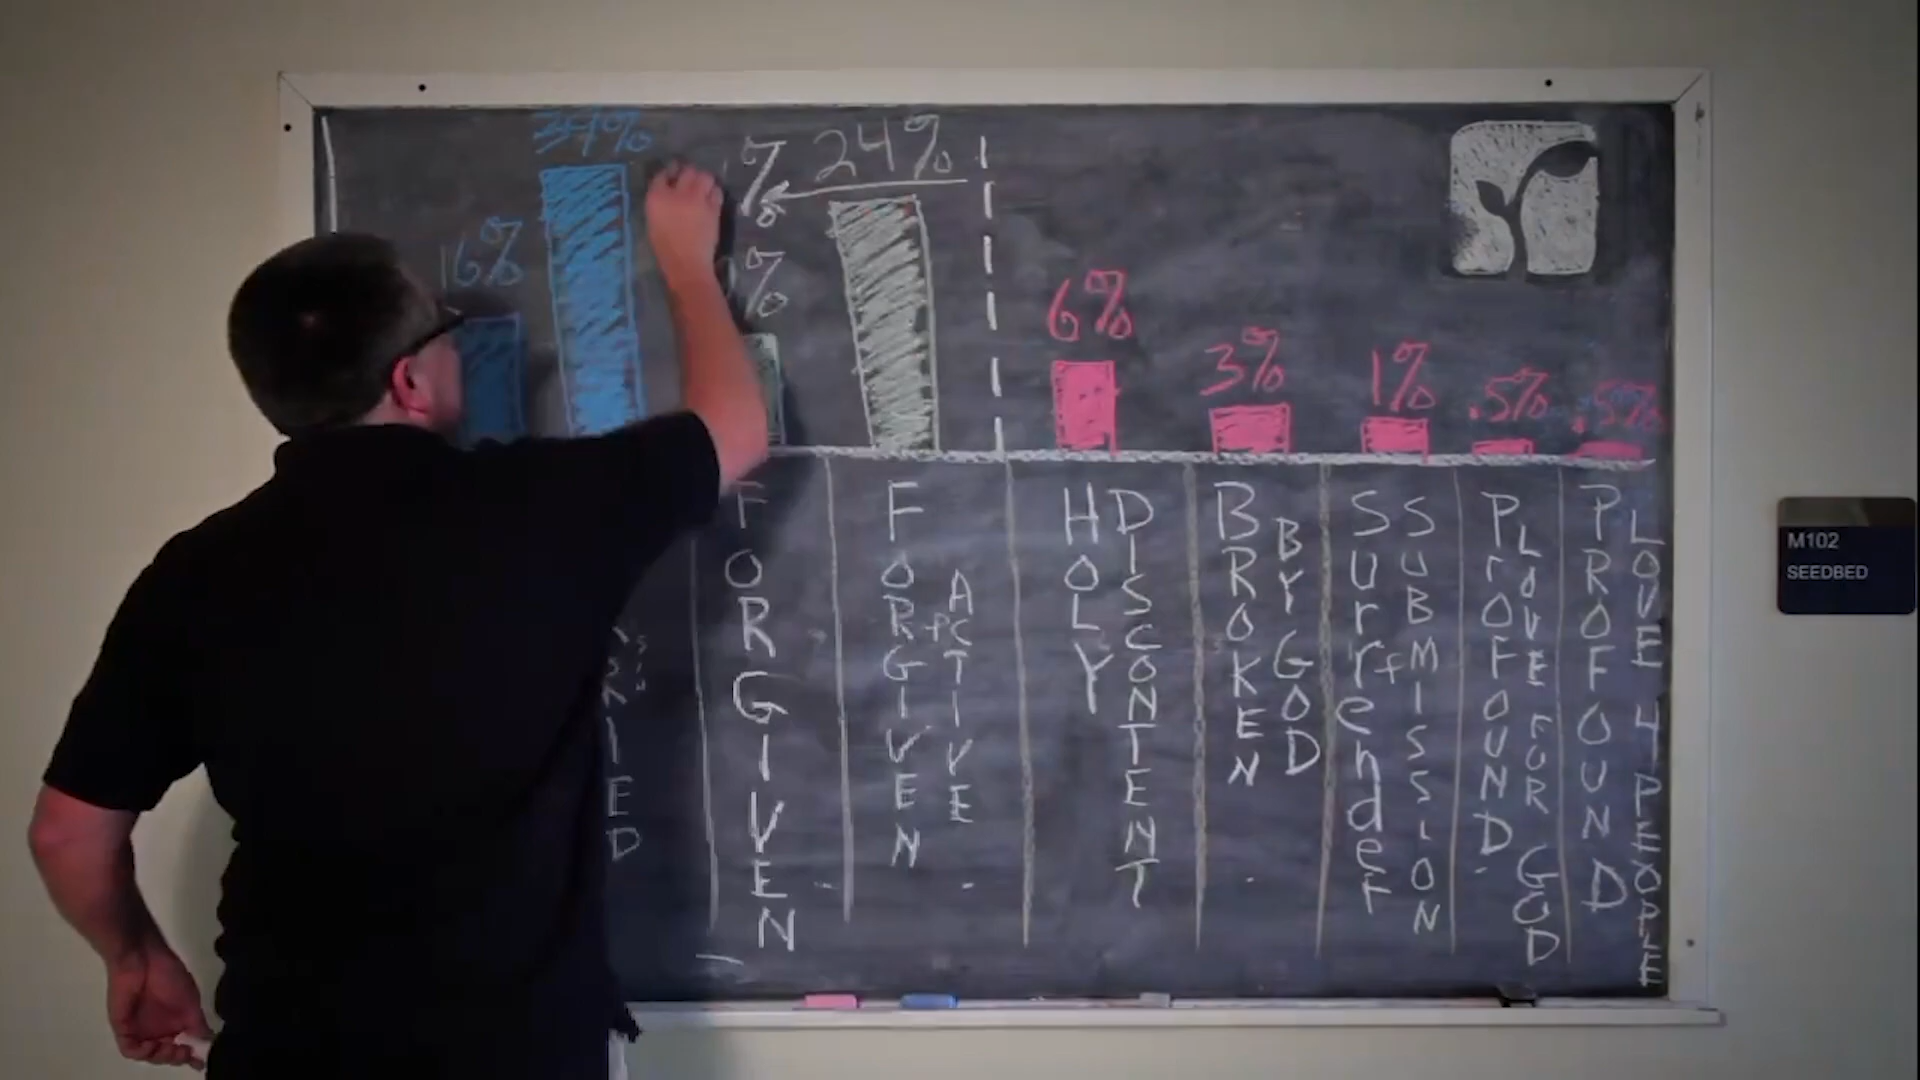 34%
24%
16%
%
%
6%
3%
1%
.5%
.5%
FORGIVEN
FORGIVEN + ACTIVE
HOLY DISCONTENT
BROKEN BY GOD
Surrender + SUBMISSION
PrOFOUND LOVE FOR GOD
PROFOUND LOVE 4 PEOPLE
M102
SEEDBED